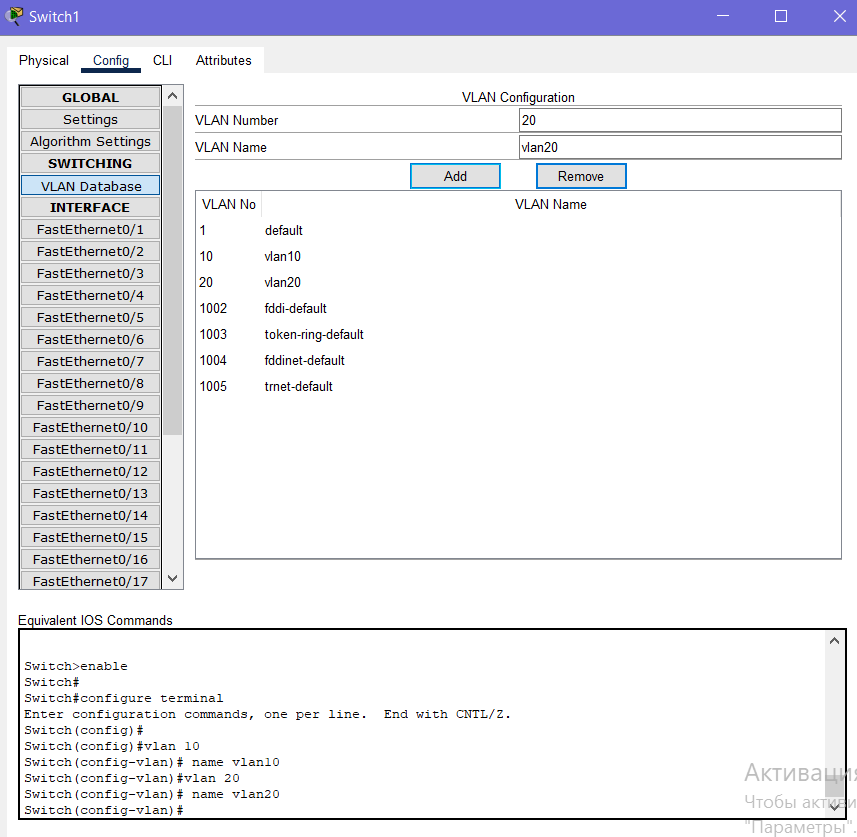 Switch1
Physical Config CLI Attributes
GLOBAL
Settings
Algorithm Settings
SWITCHING
VLAN Database
INTERFACE
FastEthernet0/1
FastEthernet0/2
FastEthernet0/3
FastEthernet0/4
FastEthernet0/5
FastEthernet0/6
FastEthernet0/7
FastEthernet0/8
FastEthernet0/9
FastEthernet0/10
FastEthernet0/11
FastEthernet0/12
FastEthernet0/13
FastEthernet0/14
FastEthernet0/15
FastEthernet0/16
FastEthernet0/17
VLAN Configuration
VLAN Number 20
VLAN Name vlan20
Add Remove
VLAN No VLAN Name
1 default
10 vlan10
20 vlan20
1002 fddi-default
1003 token-ring-default
1004 fddinet-default
1005 trnet-default
Equivalent IOS Commands
Switch>enable
Switch#
Switch#configure terminal
Enter configuration commands, one per line.  End with CNTL/Z.
Switch(config)#
Switch(config)#vlan 10
Switch(config-vlan)# name vlan10
Switch(config-vlan)#vlan 20
Switch(config-vlan)# name vlan20
Switch(config-vlan)#
Активация
Чтобы
"Параметры".